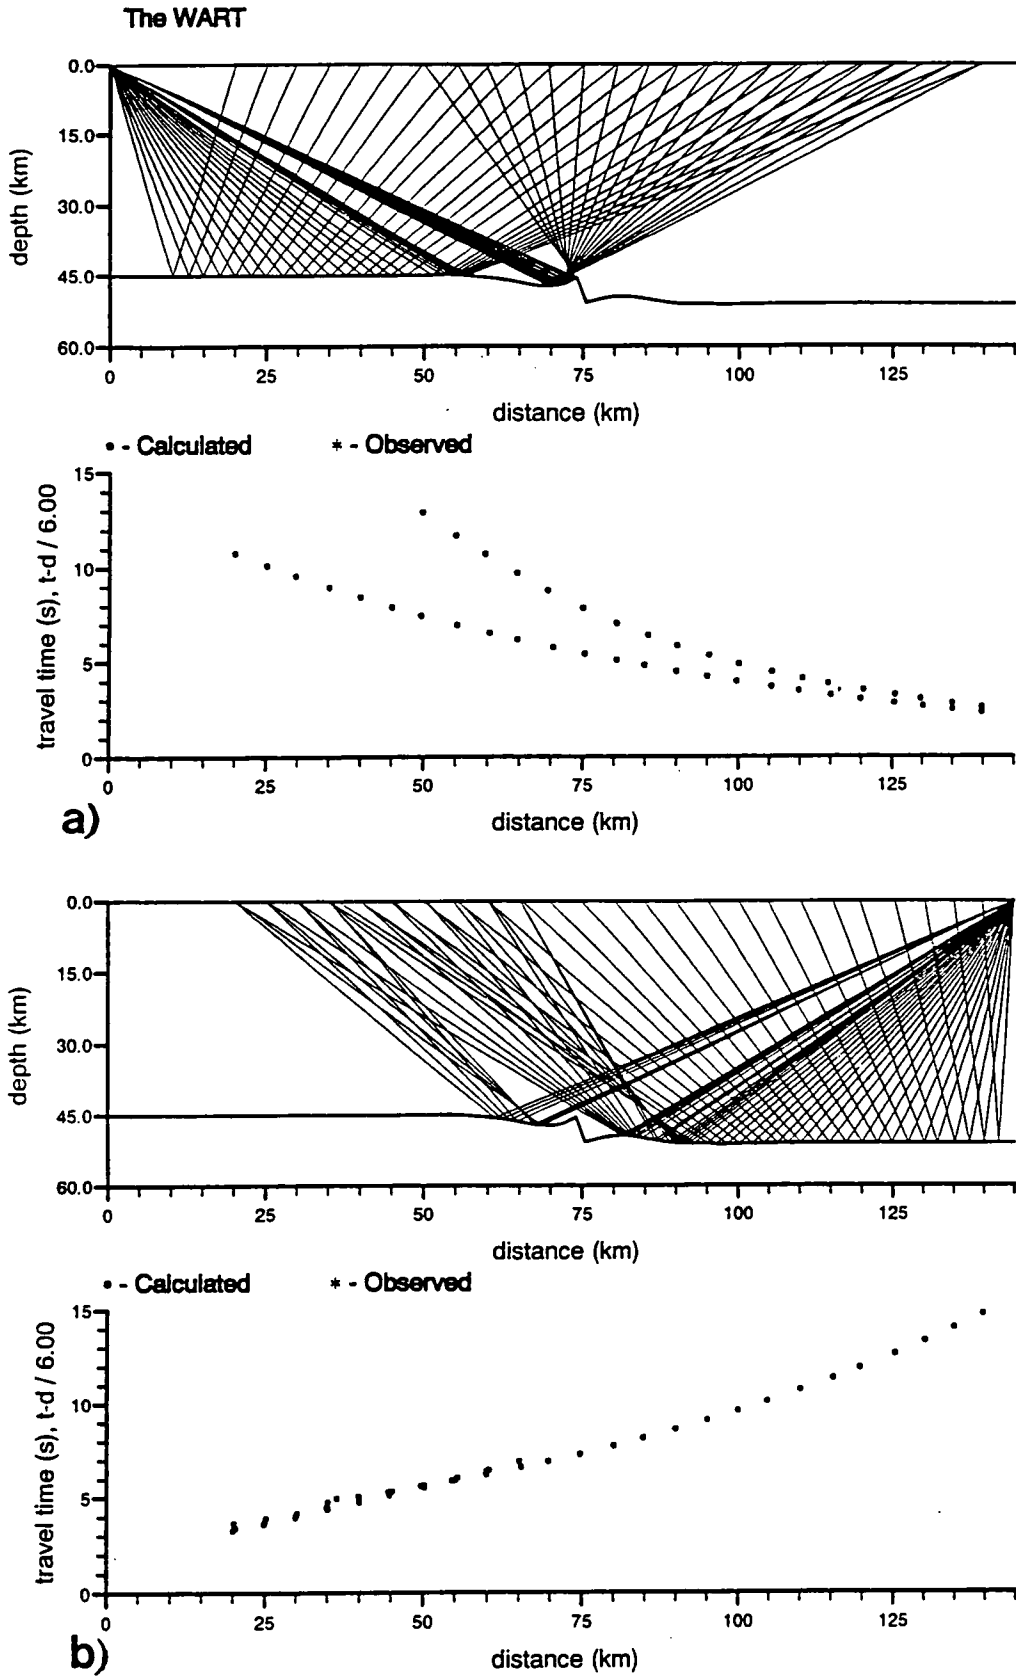 The WART
0.0
15.0
30.0
45.0
60.0
depth (km)
0 25 50 75 100 125
distance (km)
• - Calculated * - Observed
15
10
5
0
travel time (s), t-d / 6.00
0 25 50 75 100 125
distance (km)
a)
0.0
15.0
30.0
45.0
60.0
depth (km)
0 25 50 75 100 125
distance (km)
• - Calculated * - Observed
15
10
5
0
travel time (s), t-d / 6.00
0 25 50 75 100 125
distance (km)
b)